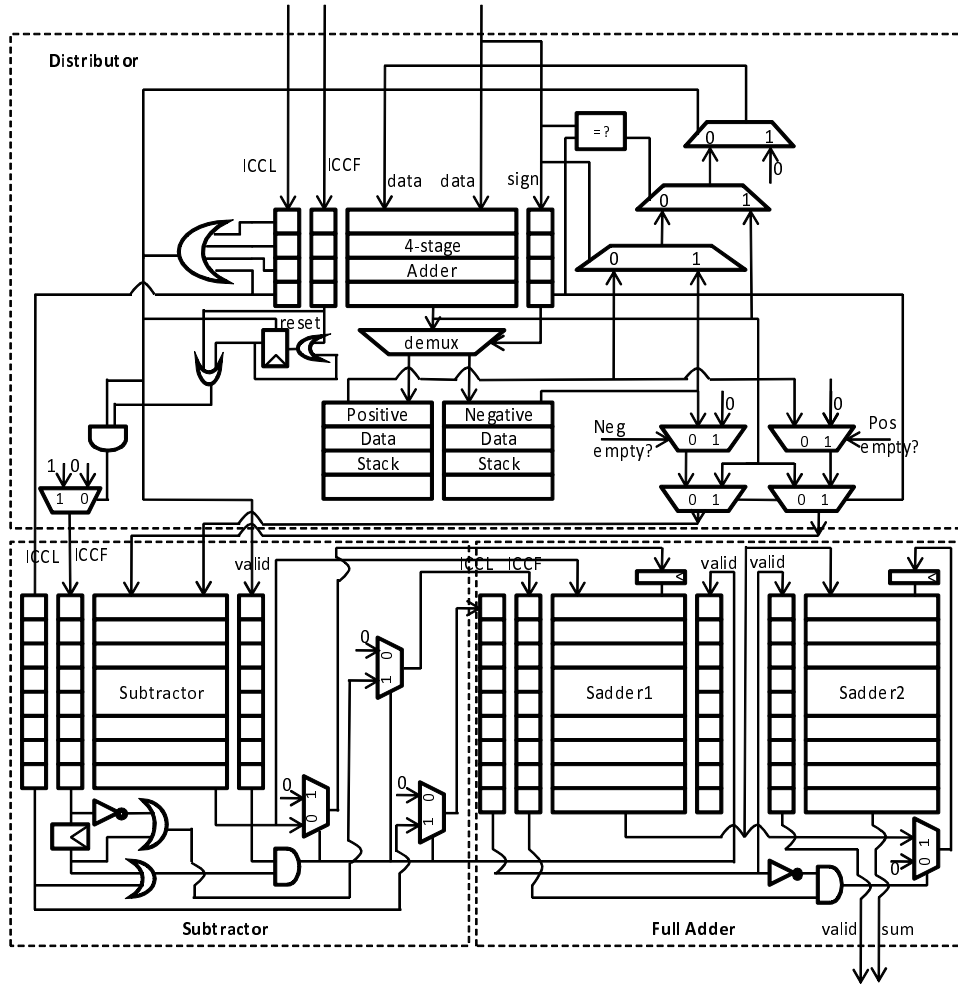 Distributor
=?
0 1
0
ICCL
ICCF
data
data
sign
0 1
4-stage
Adder
0 1
reset
demux
Positive
Data
Stack
Negative
Data
Stack
0
0
Neg
empty?
0 1
0 1
Pos
empty?
1 0
1 0
0 1
0 1
ICCL
ICCF
valid
ICCL
ICCF
valid
valid
0
0
1
Subtractor
Sadder1
Sadder2
0
1
0
0
0
1
1
0
0
Subtractor
Full Adder
valid
sum